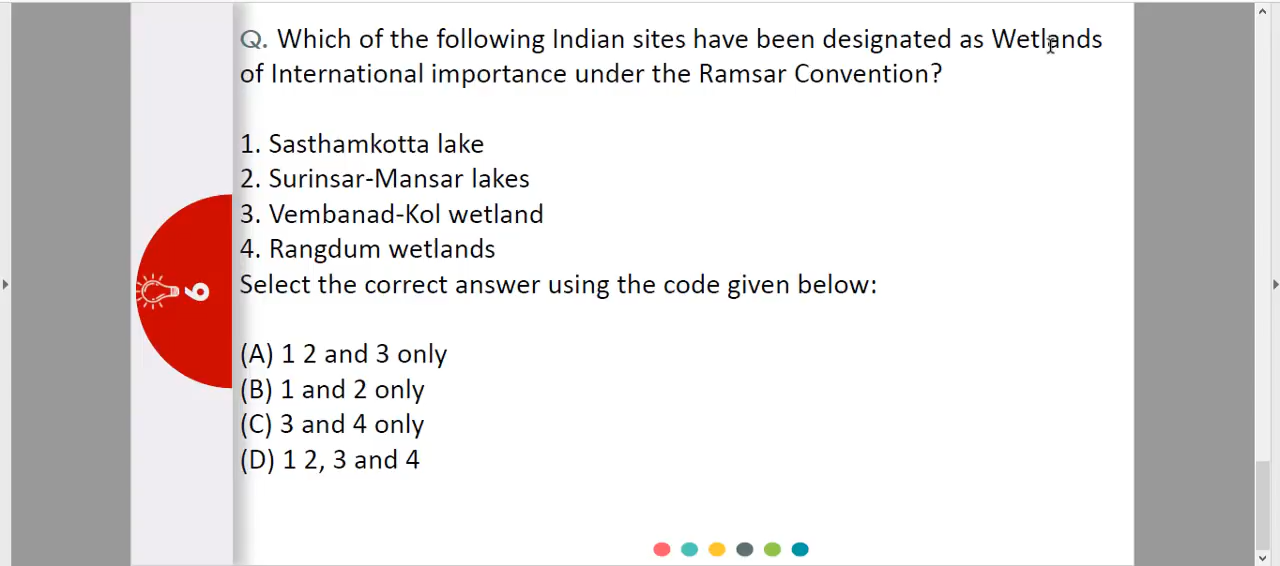 Q. Which of the following Indian sites have been designated as Wetlands
of International importance under the Ramsar Convention?
1. Sasthamkotta lake
2. Surinsar-Mansar lakes
3. Vembanad-Kol wetland
4. Rangdum wetlands
Select the correct answer using the code given below:
(A) 1 2 and 3 only
(B) 1 and 2 only
(C) 3 and 4 only
(D) 1 2, 3 and 4
6